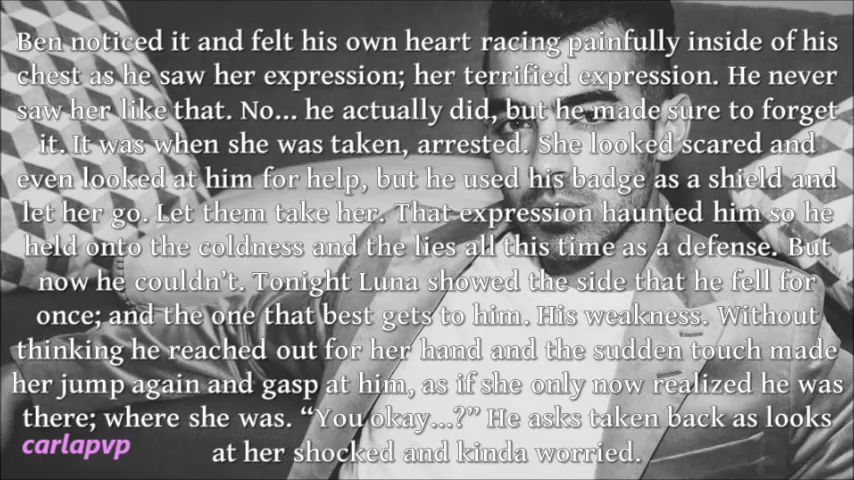 Ben noticed it and felt his own heart racing painfully inside of his
chest as he saw her expression; her terrified expression. He never
saw her like that. No... he actually did, but he made sure to forget
it. It was when she was taken, arrested. She looked scared and
even looked at him for help, but he used his badge as a shield and
let her go. Let them take her. That expression haunted him so he
held onto the coldness and the lies all this time as a defense. But
now he couldn't. Tonight Luna showed the side that he fell for
once; and the one that best gets to him. His weakness. Without
thinking he reached out for her hand and the sudden touch made
her jump again and gasp at him, as if she only now realized he was
there; where she was. “You okay...?” He asks taken back as looks
at her shocked and kinda worried.
carlapvp